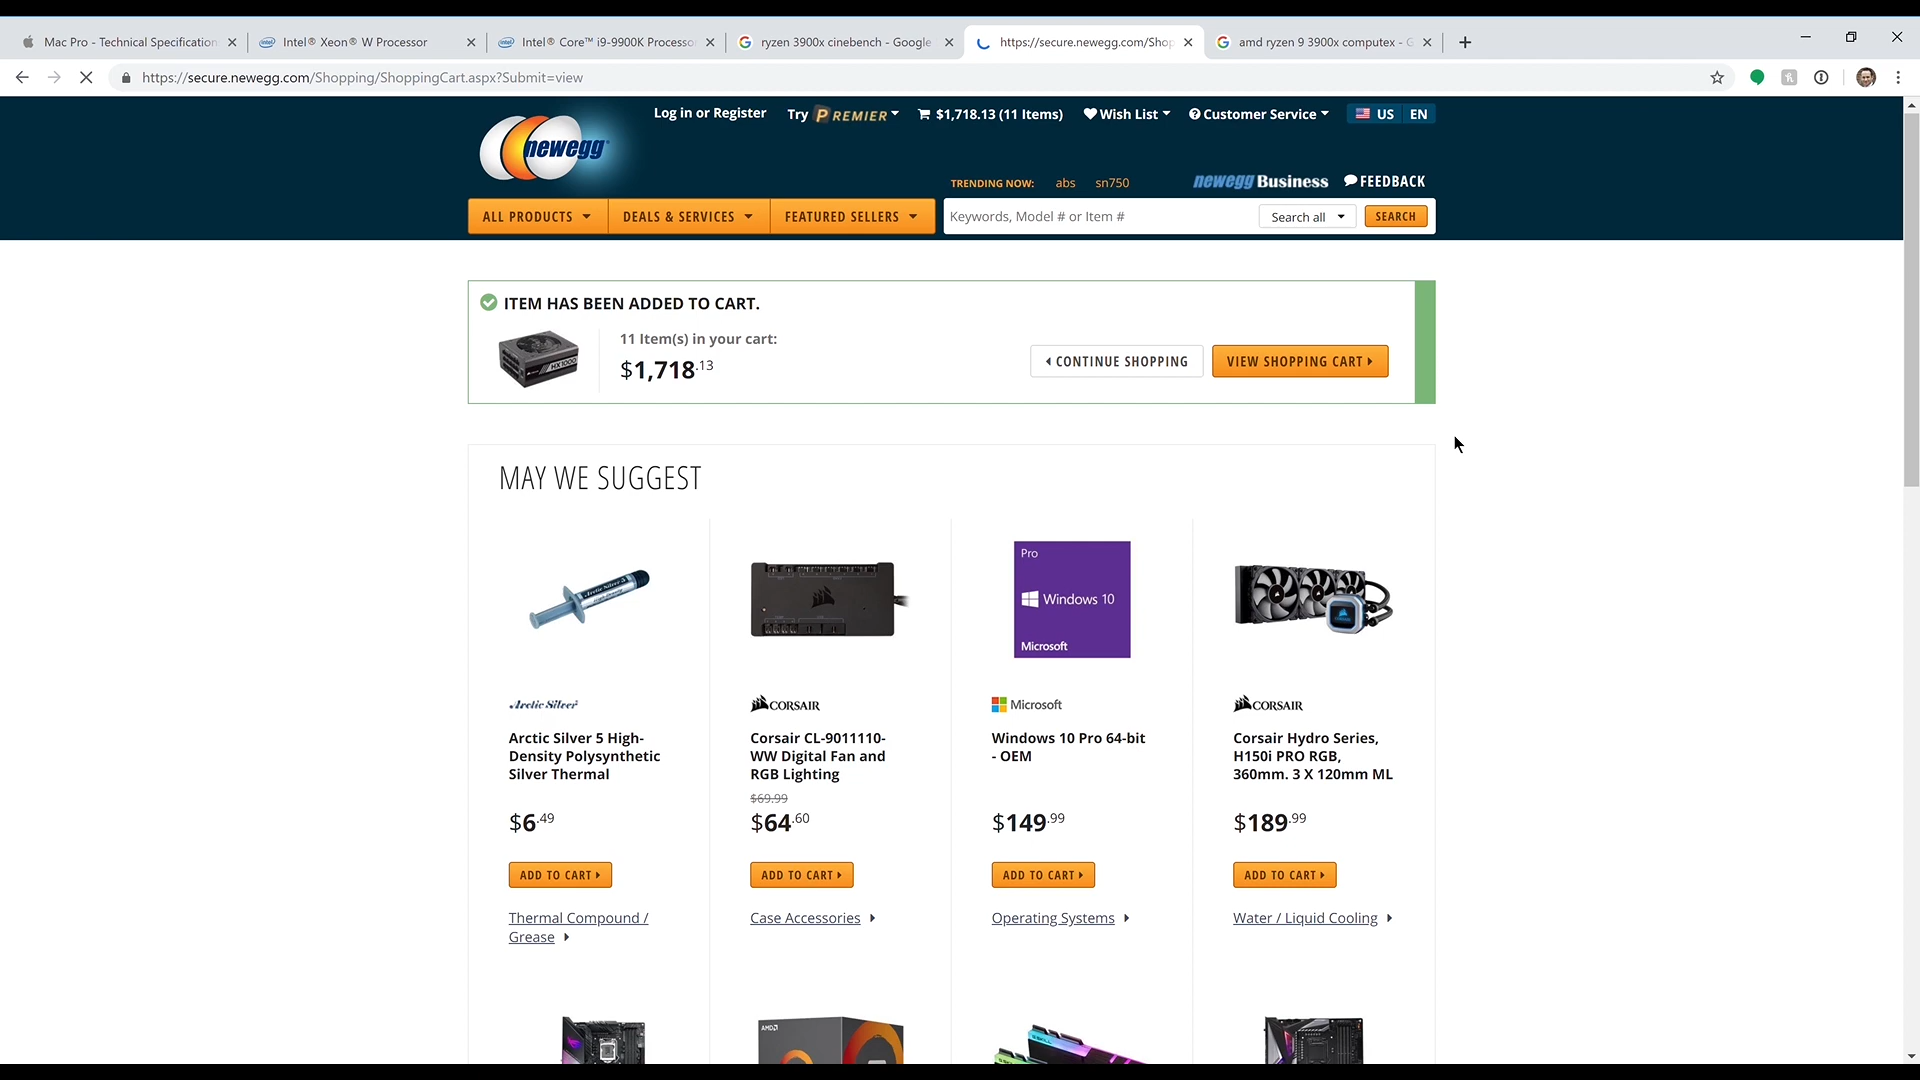 Mac Pro - Technical Specification
Intel® Xeon® W Processor
Intel® Core™ i9-9900K Processo
ryzen 3900x cinebench - Google
https://secure.newegg.com/Shop
amd ryzen 9 3900x computex - G
https://secure.newegg.com/Shopping/ShoppingCart.aspx?Submit=view
newegg
Log in or Register
Try PREMIER
$1,718.13 (11 Items)
Wish List
Customer Service
US
EN
TRENDING NOW:
abs
sn750
newegg Business
FEEDBACK
ALL PRODUCTS
DEALS & SERVICES
FEATURED SELLERS
Keywords, Model # or Item #
Search all
SEARCH
ITEM HAS BEEN ADDED TO CART.
HX1000
11 Item(s) in your cart:
$1,718.13
CONTINUE SHOPPING
VIEW SHOPPING CART
MAY WE SUGGEST
Arctic Silver 5
Pro
Windows 10
Microsoft
Arctic Silver
CORSAIR
Microsoft
CORSAIR
Arctic Silver 5 High-
Density Polysynthetic
Silver Thermal
Corsair CL-9011110-
WW Digital Fan and
RGB Lighting
Windows 10 Pro 64-bit
- OEM
Corsair Hydro Series,
H150i PRO RGB,
360mm. 3 X 120mm ML
$69.99
$6.49
$64.60
$149.99
$189.99
ADD TO CART
ADD TO CART
ADD TO CART
ADD TO CART
Thermal Compound /
Grease
Case Accessories
Operating Systems
Water / Liquid Cooling
AMD
G.SKILL